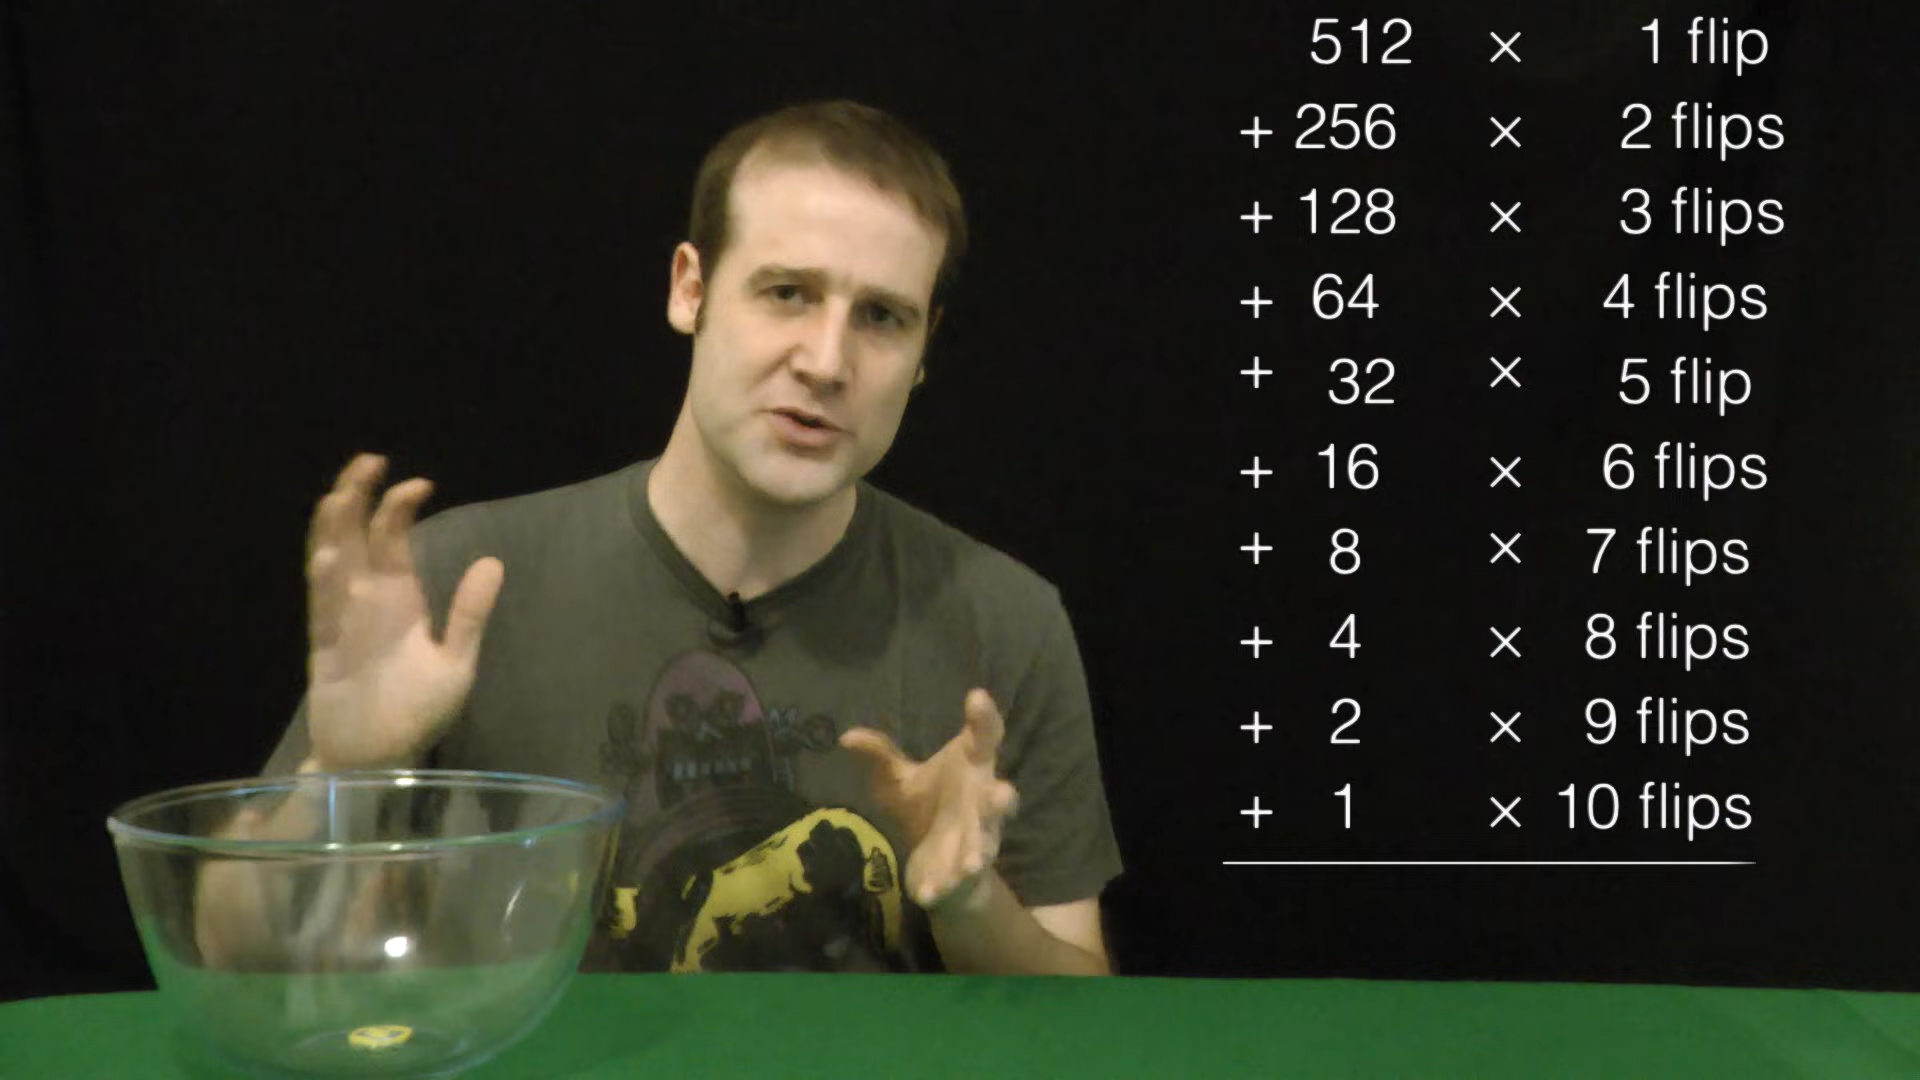 512 × 1 flip
+ 256 × 2 flips
+ 128 × 3 flips
+ 64 × 4 flips
+ 32 × 5 flip
+ 16 × 6 flips
+ 8 × 7 flips
+ 4 × 8 flips
+ 2 × 9 flips
+ 1 × 10 flips